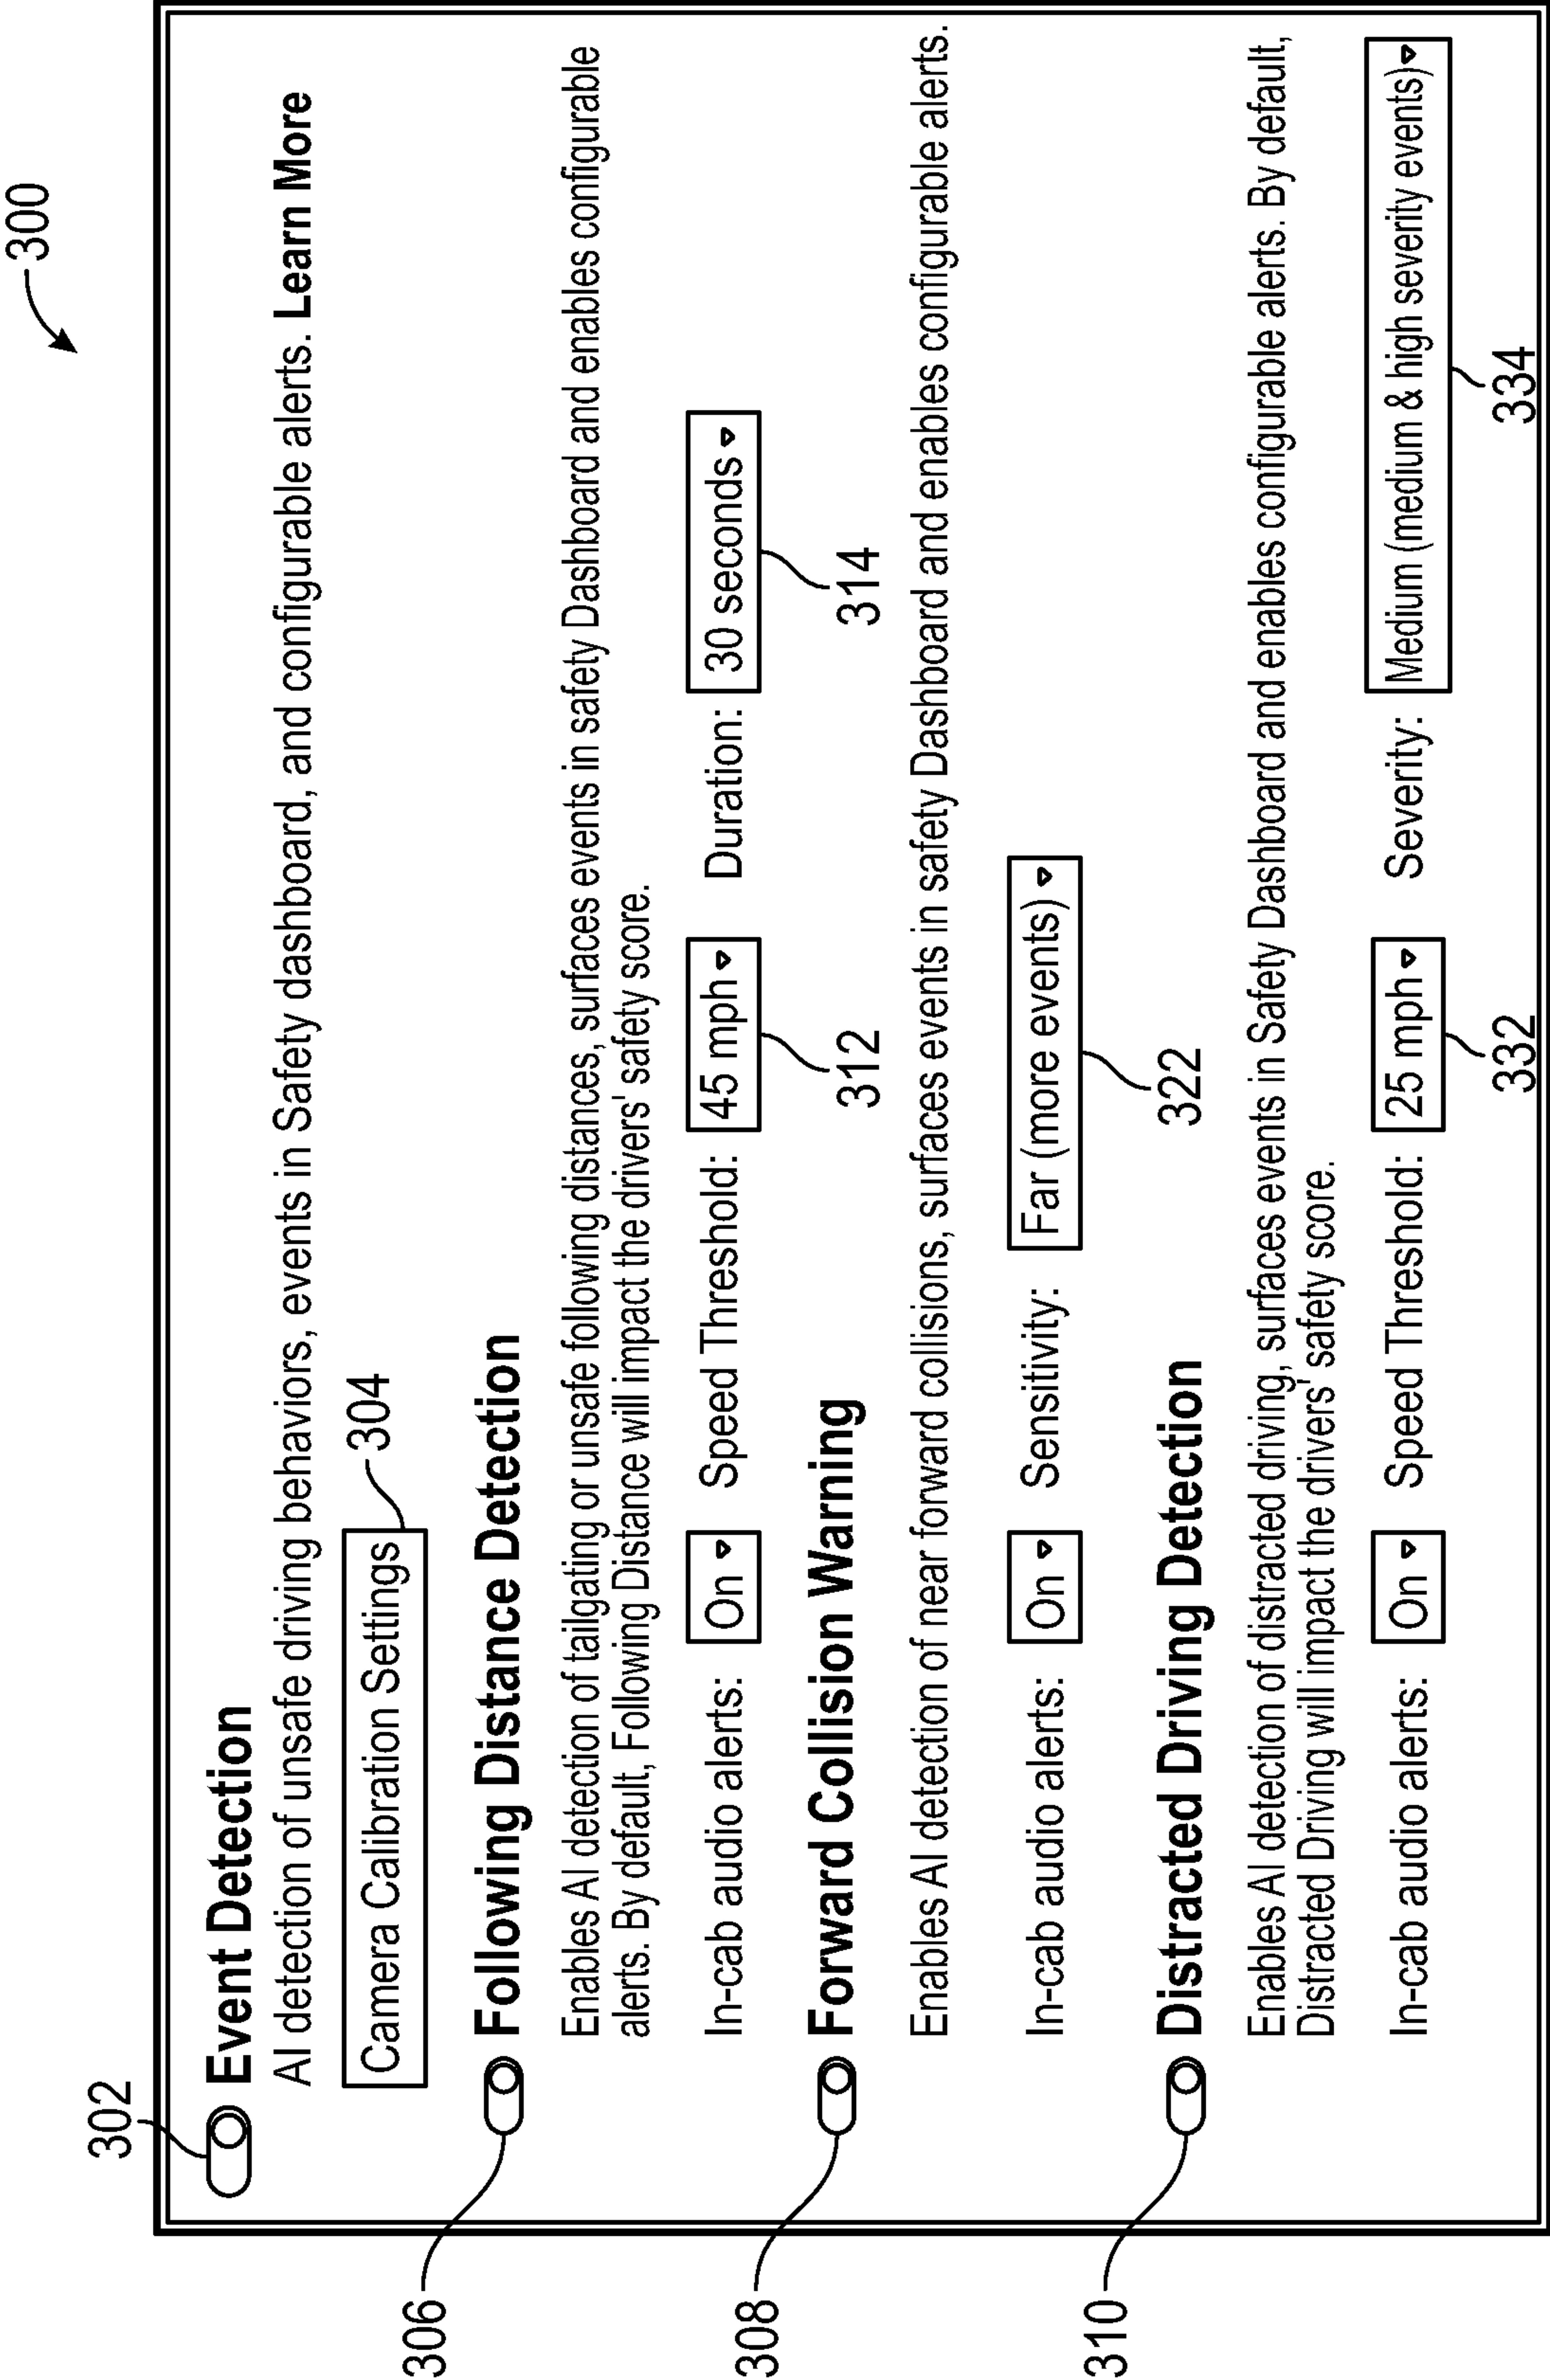 300
302
Event Detection
AI detection of unsafe driving behaviors, events in Safety dashboard, and configurable alerts. Learn More
Camera Calibration Settings
304
306
Following Distance Detection
Enables AI detection of tailgating or unsafe following distances, surfaces events in safety Dashboard and enables configurable
alerts. By default, Following Distance will impact the drivers' safety score.
In-cab audio alerts: On Speed Threshold: 45 mph Duration: 30 seconds
312
314
308
Forward Collision Warning
Enables AI detection of near forward collisions, surfaces events in safety Dashboard and enables configurable alerts.
In-cab audio alerts: On Sensitivity: Far (more events)
322
310
Distracted Driving Detection
Enables AI detection of distracted driving, surfaces events in Safety Dashboard and enables configurable alerts. By default,
Distracted Driving will impact the drivers' safety score.
In-cab audio alerts: On Speed Threshold: 25 mph Severity: Medium (medium & high severity events)
332
334